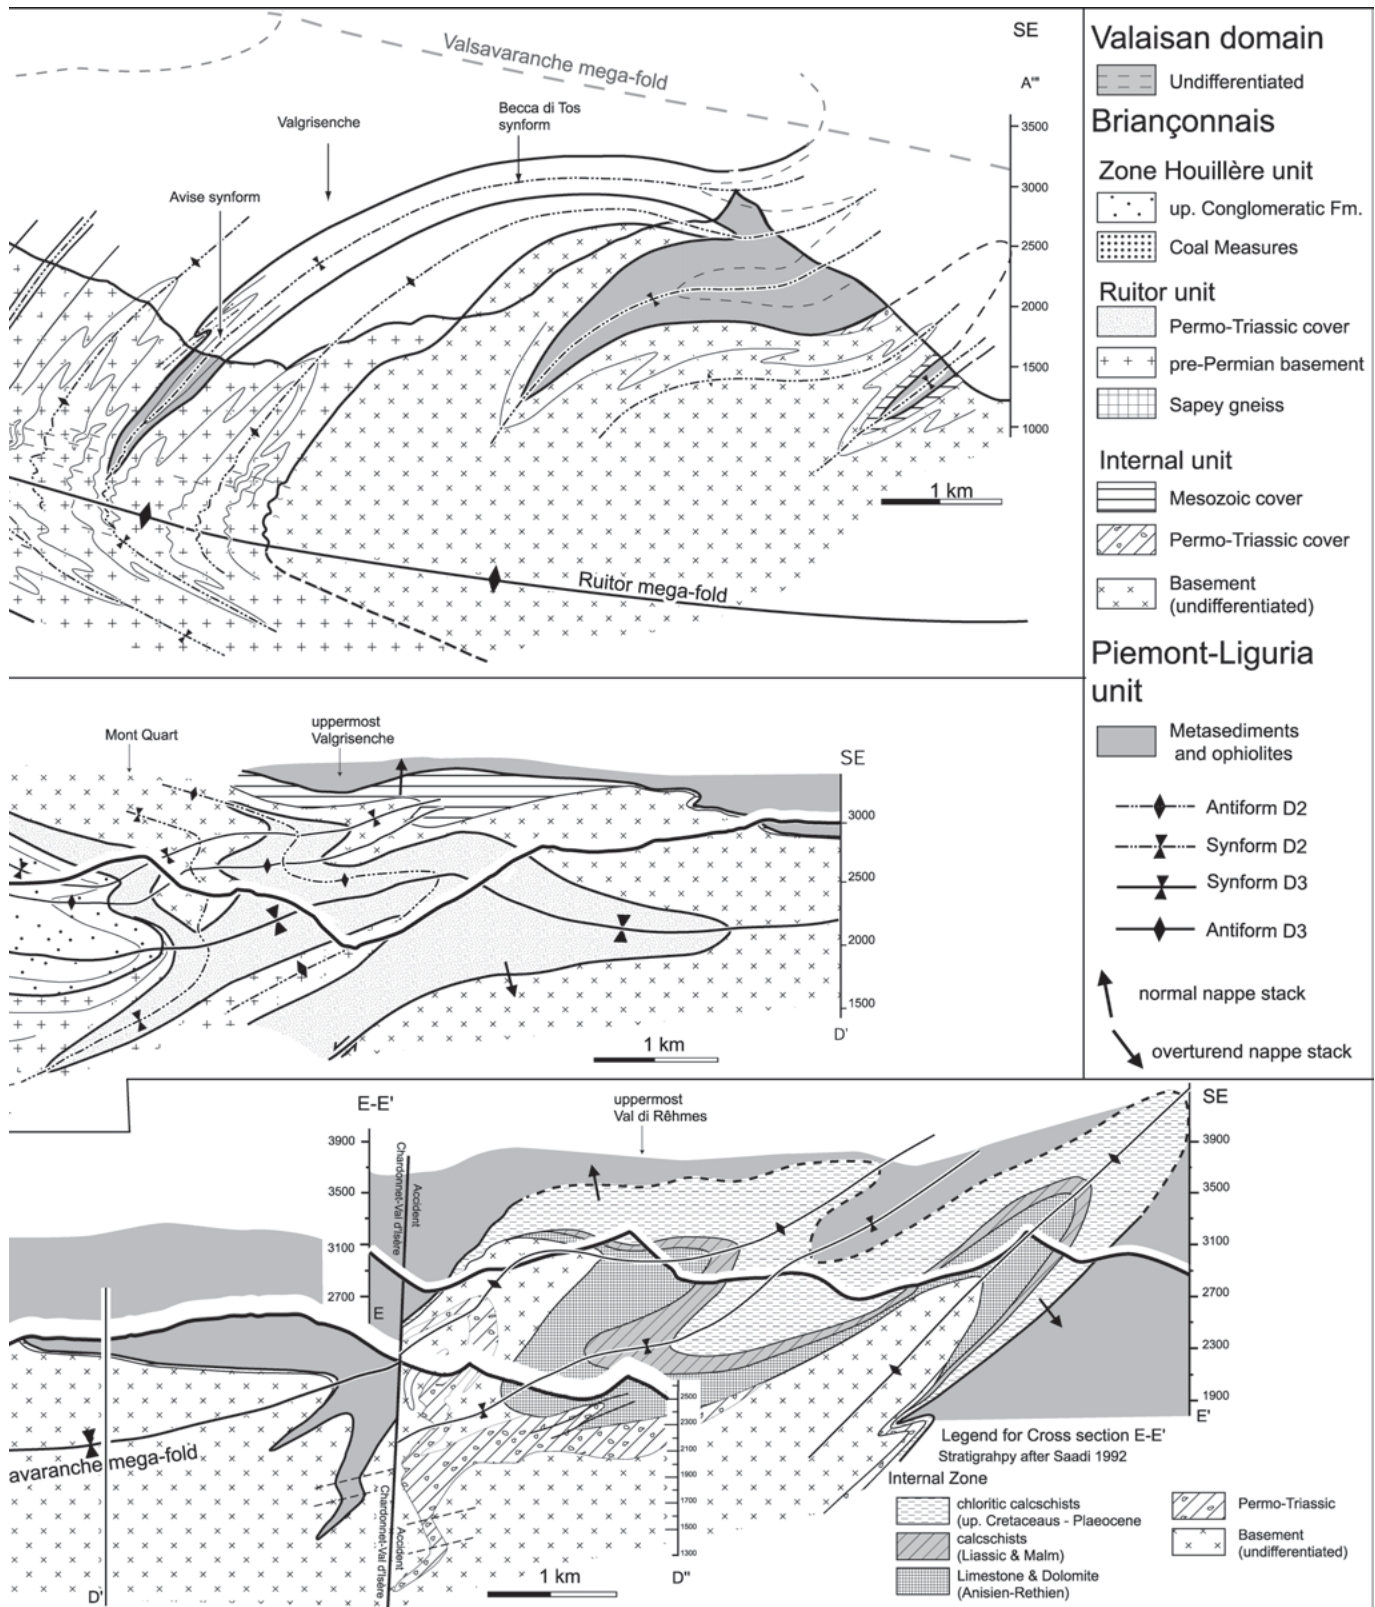 Valsavaranche mega-fold
SE
A'''
Becca di Tos
synform
Valgrisenche
Avise synform
3500
3000
2500
2000
1500
1000
1 km
Ruitor mega-fold
Valaisan domain
Undifferentiated
Briançonnais
Zone Houillère unit
up. Conglomeratic Fm.
Coal Measures
Ruitor unit
Permo-Triassic cover
pre-Permian basement
Sapey gneiss
Internal unit
Mesozoic cover
Permo-Triassic cover
Basement
(undifferentiated)
Piemont-Liguria
unit
Metasediments
and ophiolites
Antiform D2
Synform D2
Synform D3
Antiform D3
normal nappe stack
overturend nappe stack
Mont Quart
uppermost
Valgrisenche
SE
3000
2500
2000
1500
D'
1 km
E-E'
uppermost
Val di Rêhmes
SE
3900
3500
3100
2700
E
Chardonnet-Val d'Isère
Accident
3900
3500
3100
2700
2300
1900
E'
avaranche mega-fold
Chardonnet-Val d'Isère
Accident
2500
2300
2100
1900
1700
1500
1300
D'
D"
1 km
Legend for Cross section E-E'
Stratigrahpy after Saadi 1992
Internal Zone
chloritic calcschists
(up. Cretaceaus - Plaeocene
calcschists
(Liassic & Malm)
Limestone & Dolomite
(Anisien-Rethien)
Permo-Triassic
Basement
(undifferentiated)